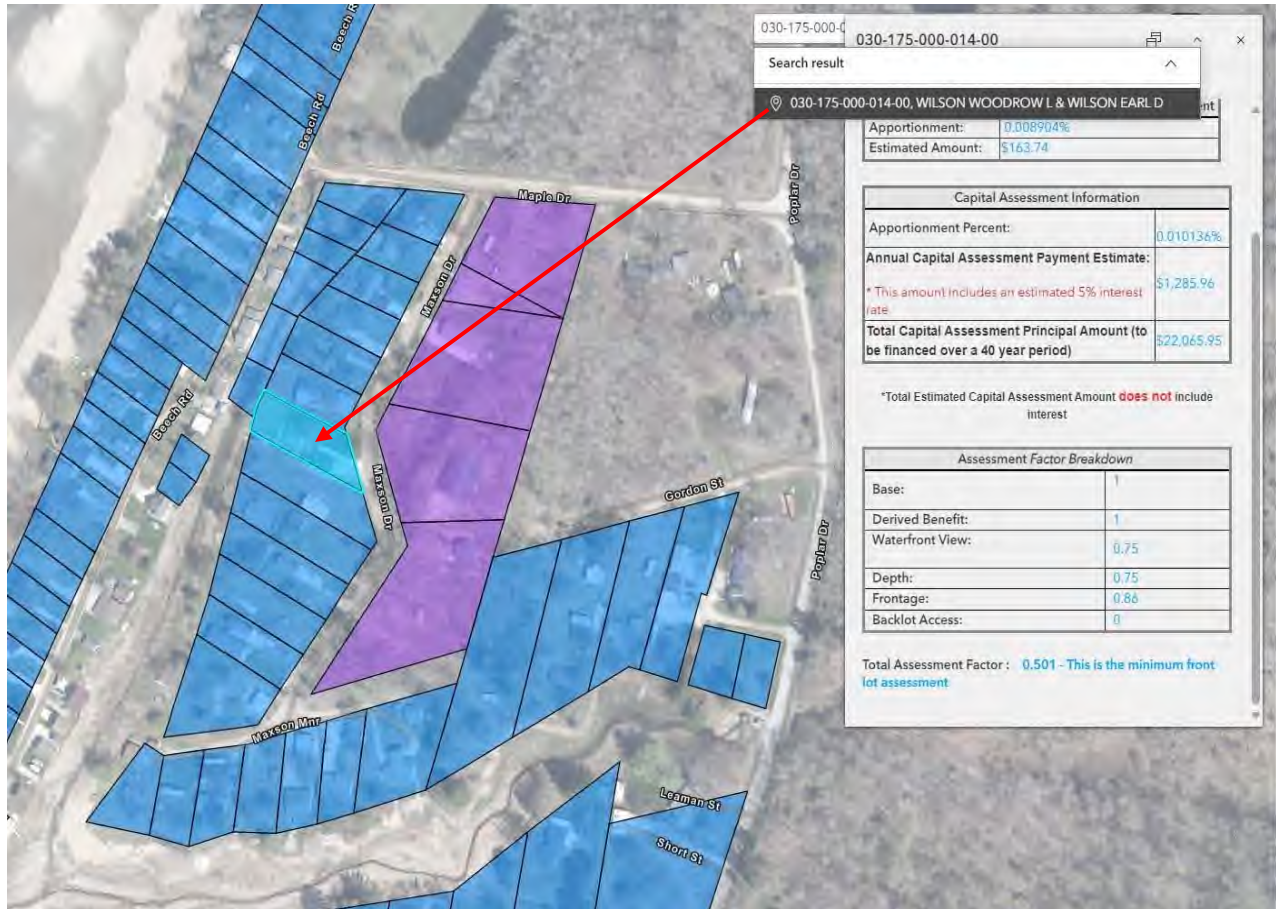 030-175-000-0
030-175-000-014-00
Search result
030-175-000-014-00, WILSON WOODROW L & WILSON EARL D
Apportionment: 0.008904%
Estimated Amount: $163.74
Capital Assessment Information
Apportionment Percent: 0.010136%
Annual Capital Assessment Payment Estimate:
* This amount includes an estimated 5% interest
rate
$1,285.96
Total Capital Assessment Principal Amount (to
be financed over a 40 year period)
$22,065.95
*Total Estimated Capital Assessment Amount does not include
interest
Assessment Factor Breakdown
Base: 1
Derived Benefit: 1
Waterfront View: 0.75
Depth: 0.75
Frontage: 0.86
Backlot Access: 0
Total Assessment Factor : 0.501 - This is the minimum front
lot assessment
Beech Rd
Beech Rd
Maple Dr
Poplar Dr
Maxson Dr
Beech Rd
Maxson Dr
Gordon St
Poplar Dr
Maxson Mnr
Leaman St
Short St